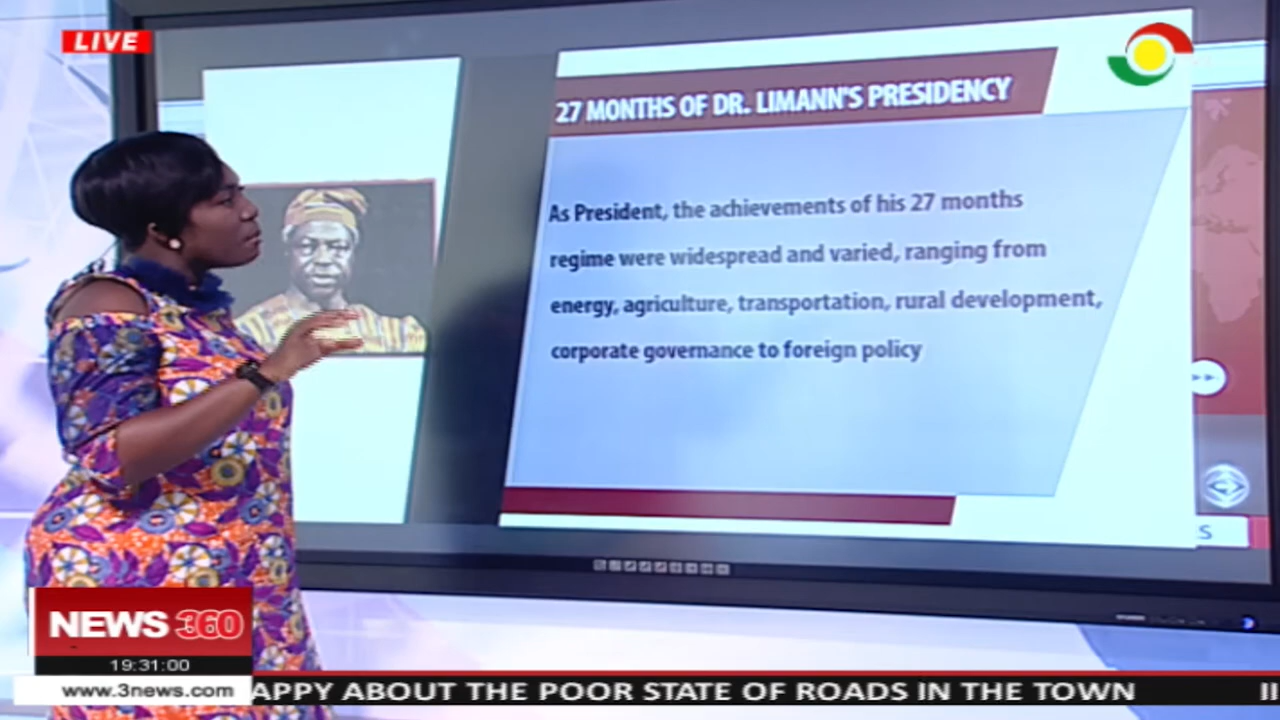 LIVE
27 MONTHS OF DR. LIMANN'S PRESIDENCY
As President, the achievements of his 27 months
regime were widespread and varied, ranging from
energy, agriculture, transportation, rural development,
corporate governance to foreign policy
S
NEWS 360
19:31:00
www.3news.com
APPY ABOUT THE POOR STATE OF ROADS IN THE TOWN